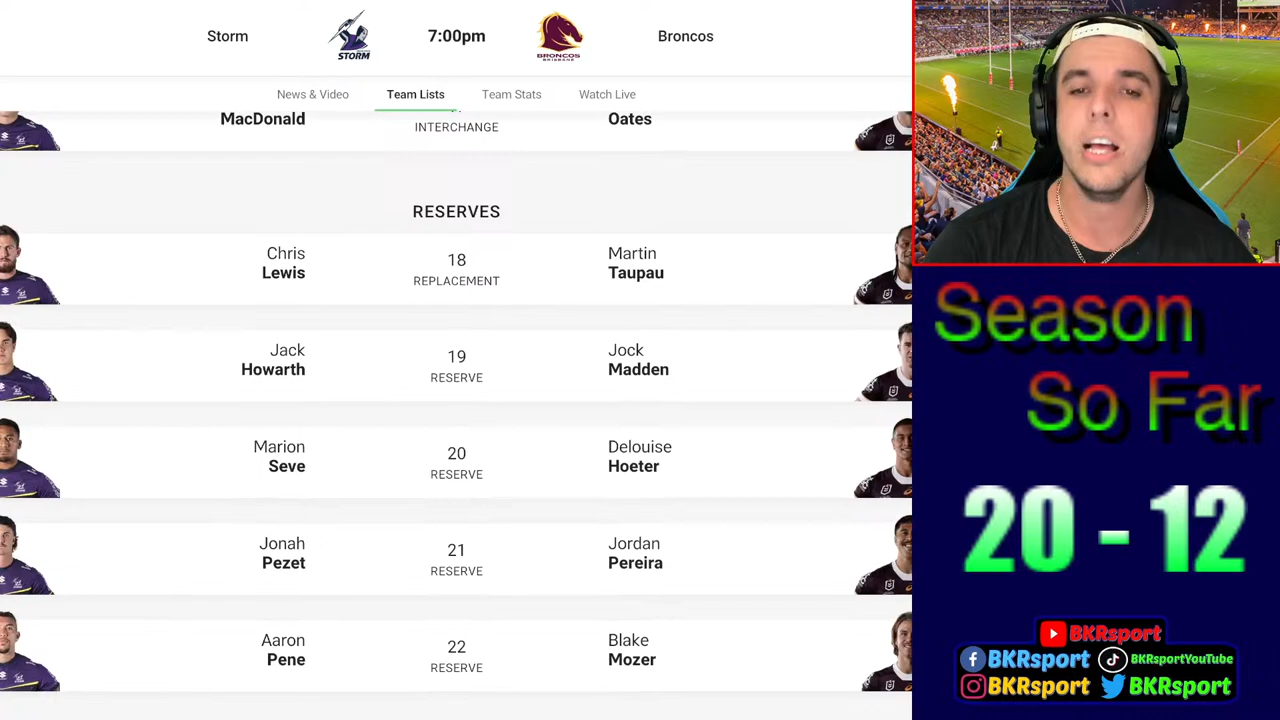 Storm
STORM
7:00pm
BRONCOS
BRISBANE
Broncos
News & Video
Team Lists
Team Stats
Watch Live
MacDonald
INTERCHANGE
Oates
RESERVES
Chris
Lewis
18
REPLACEMENT
Martin
Taupau
Jack
Howarth
19
RESERVE
Jock
Madden
Marion
Seve
20
RESERVE
Delouise
Hoeter
Jonah
Pezet
21
RESERVE
Jordan
Pereira
Aaron
Pene
22
RESERVE
Blake
Mozer
Season
So Far
20 - 12
BKRsport
BKRsport
BKRsportYouTube
BKRsport
BKRsport